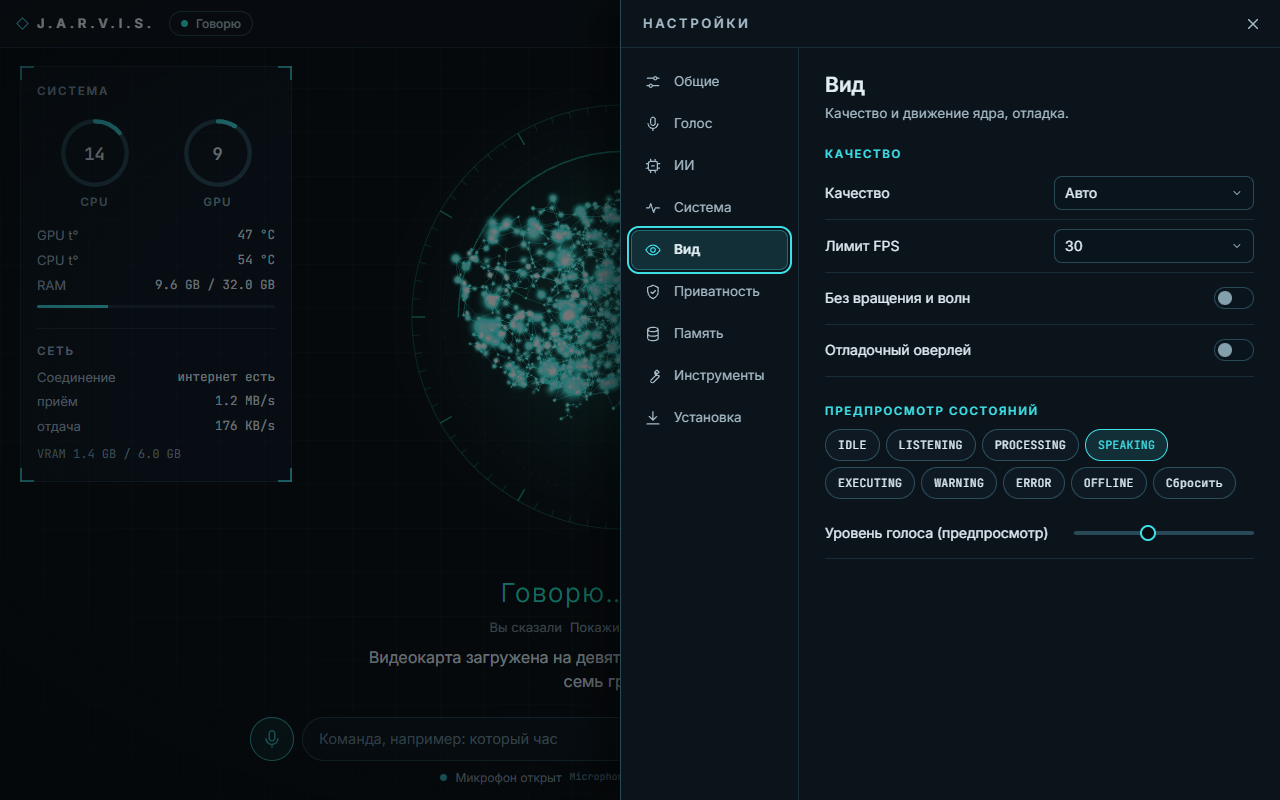 J.A.R.V.I.S.
Говорю
СИСТЕМА
14
9
CPU
GPU
GPU t° 47 °C
CPU t° 54 °C
RAM 9.6 GB / 32.0 GB
СЕТЬ
Соединение интернет есть
приём 1.2 MB/s
отдача 176 KB/s
VRAM 1.4 GB / 6.0 GB
Говорю..
Вы сказали Покажи
Видеокарта загружена на девят
семь гр
Команда, например: который час
Микрофон открыт Microphon
НАСТРОЙКИ
Общие
Голос
ИИ
Система
Вид
Приватность
Память
Инструменты
Установка
Вид
Качество и движение ядра, отладка.
КАЧЕСТВО
Качество Авто
Лимит FPS 30
Без вращения и волн
Отладочный оверлей
ПРЕДПРОСМОТР СОСТОЯНИЙ
IDLE LISTENING PROCESSING SPEAKING
EXECUTING WARNING ERROR OFFLINE Сбросить
Уровень голоса (предпросмотр)